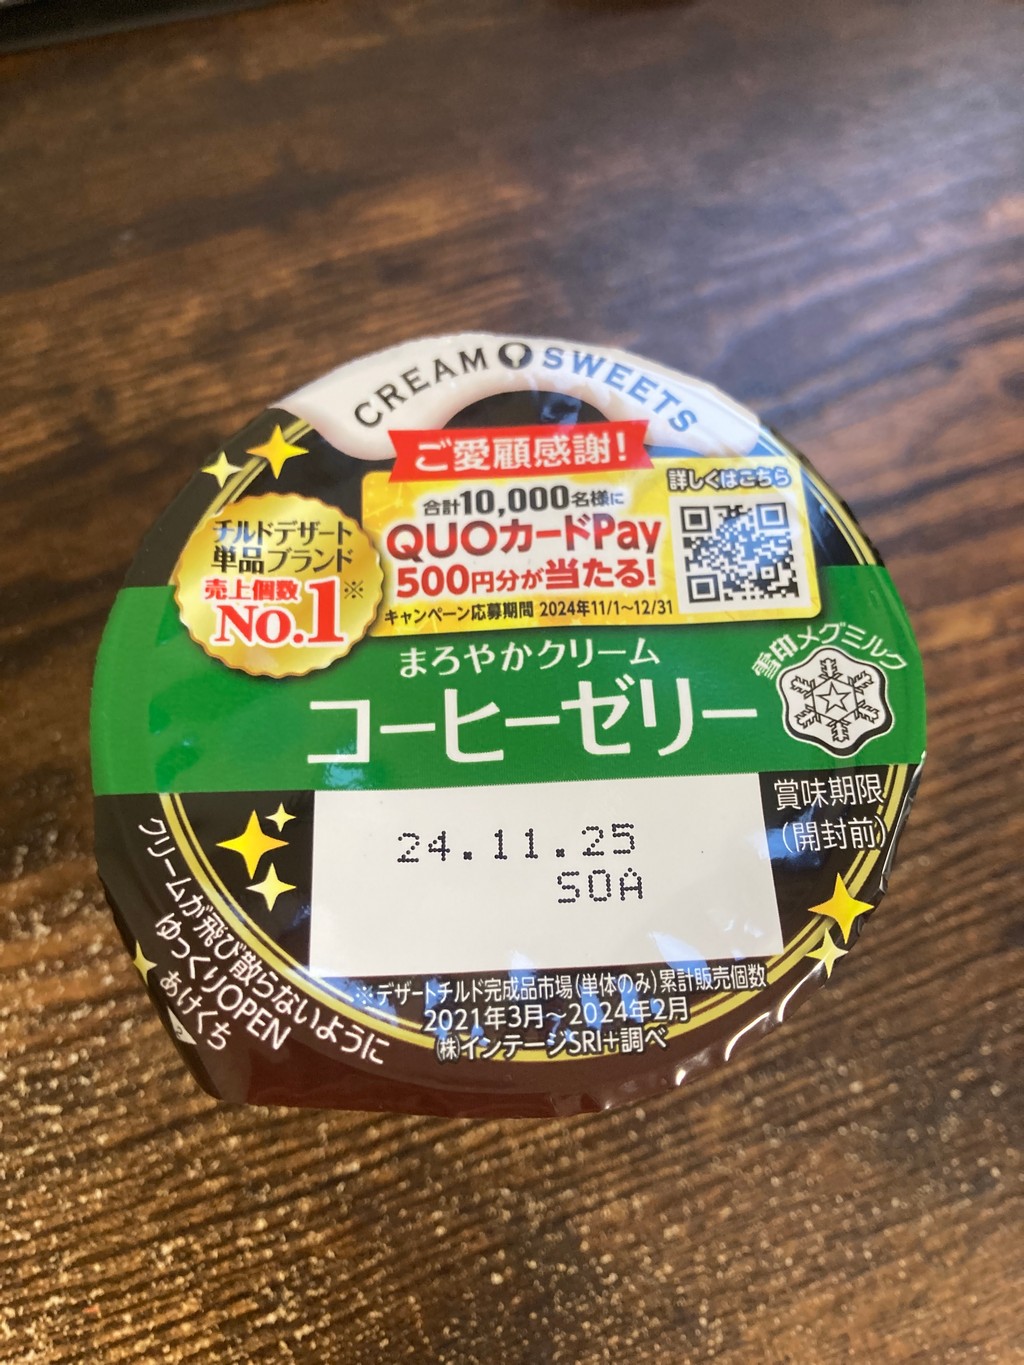 CREAM SWEETS
ご愛顧感謝!
合計10,000名様に
QUOカードPay
500円分が当たる!
キャンペーン応募期間 2024年11/1~12/31
詳しくはこちら
チルドデザート
単品ブランド
売上個数
No.1※
まろやかクリーム
コーヒーゼリー
雪印メグミルク
賞味期限
(開封前)
24.11.25
SOA
※デザートチルド完成品市場(単体のみ)累計販売個数
2021年3月~2024年2月
㈱インテージSRI+調べ
クリームが飛び散らないように
ゆっくりOPEN
あけくち
2